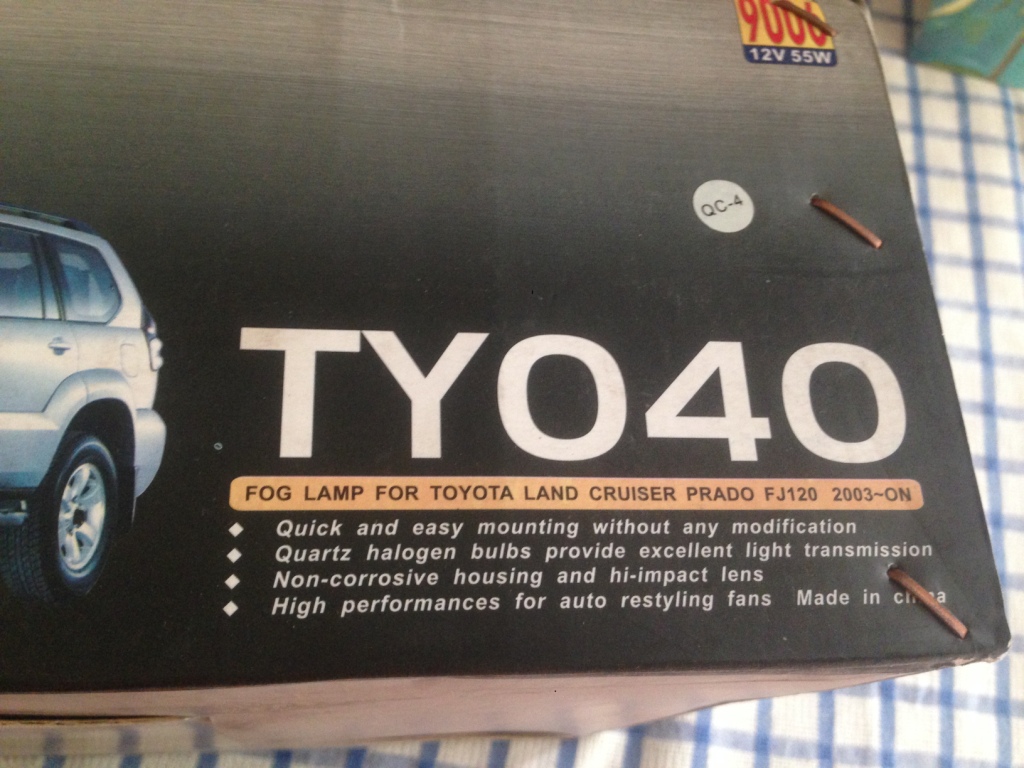 9006
12V 55W
QC-4
TY040
FOG LAMP FOR TOYOTA LAND CRUISER PRADO FJ120 2003~ON
Quick and easy mounting without any modification
Quartz halogen bulbs provide excellent light transmission
Non-corrosive housing and hi-impact lens
High performances for auto restyling fans Made in china